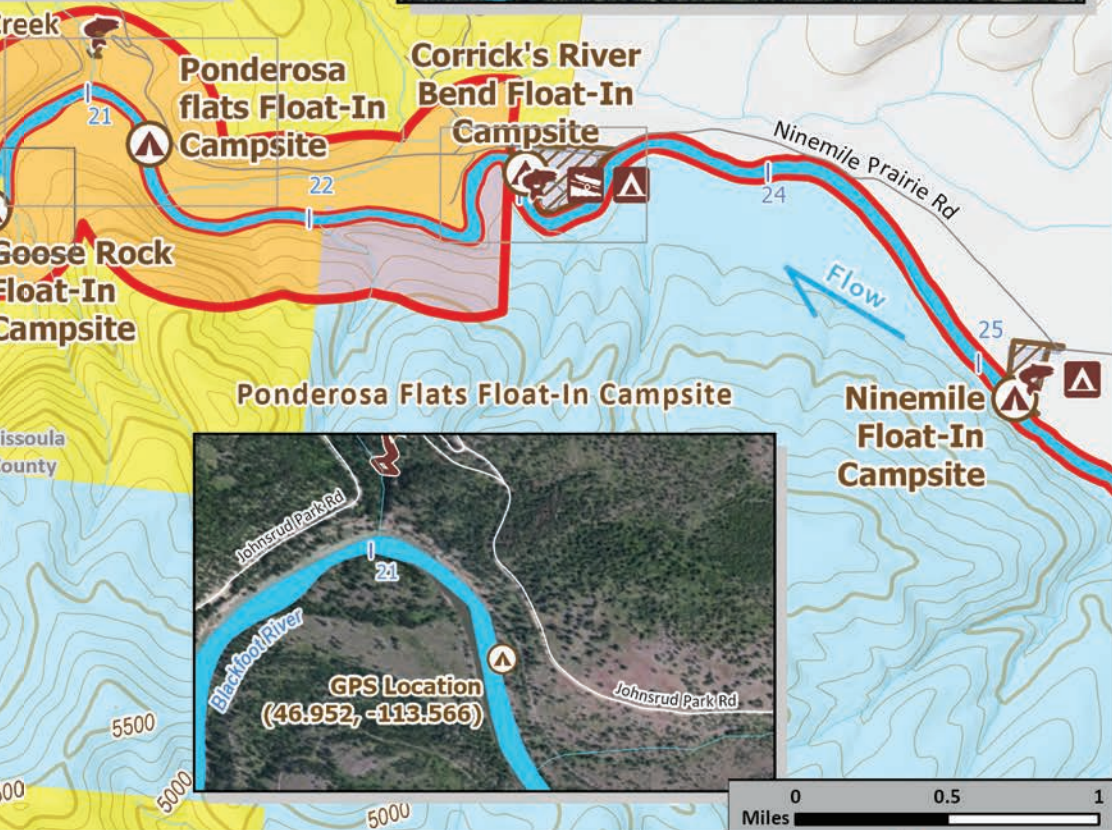 Creek
Ponderosa
flats Float-In
Campsite
Corrick's River
Bend Float-In
Campsite
Ninemile Prairie Rd
21
22
24
Goose Rock
Float-In
Campsite
Flow
25
Ninemile
Float-In
Campsite
Ponderosa Flats Float-In Campsite
issoula
County
Johnsrud Park Rd
21
Blackfoot River
GPS Location
(46.952, -113.566)
Johnsrud Park Rd
5500
5000
5000
0 0.5 1
Miles